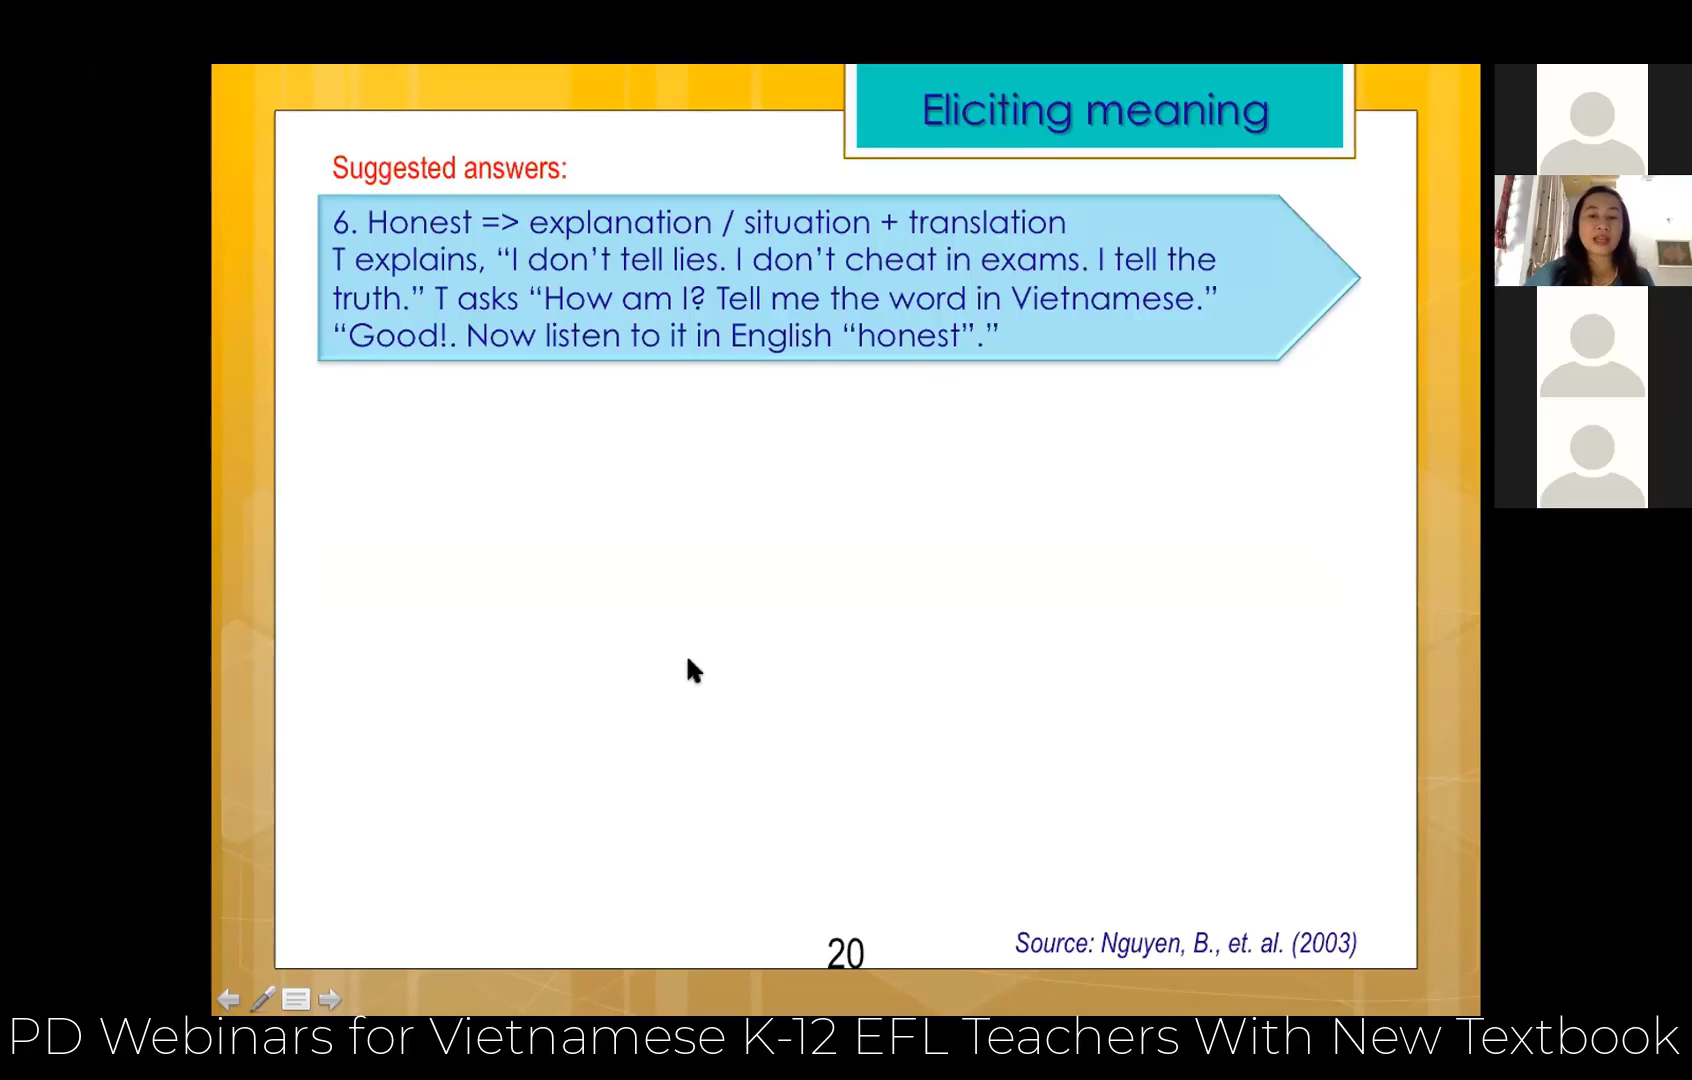 Eliciting meaning
Suggested answers:
6. Honest => explanation / situation + translation
T explains, “I don’t tell lies. I don’t cheat in exams. I tell the
truth.” T asks “How am I? Tell me the word in Vietnamese.”
“Good!. Now listen to it in English “honest”.”
Source: Nguyen, B., et. al. (2003)
20
PD Webinars for Vietnamese K-12 EFL Teachers With New Textbook